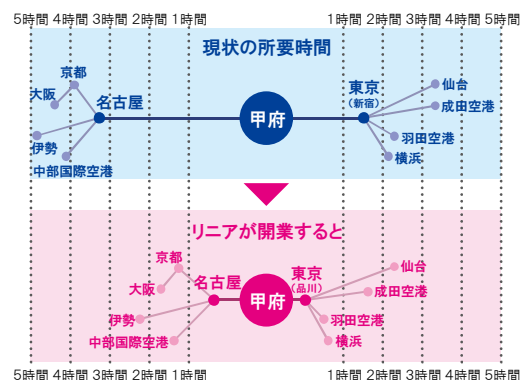 5時間 4時間 3時間 2時間 1時間 1時間 2時間 3時間 4時間 5時間
現状の所要時間
京都
大阪
名古屋
伊勢
中部国際空港
甲府
東京
（新宿）
仙台
成田空港
羽田空港
横浜
リニアが開業すると
京都
大阪
名古屋
伊勢
中部国際空港
甲府
東京
（品川）
仙台
成田空港
羽田空港
横浜
5時間 4時間 3時間 2時間 1時間 1時間 2時間 3時間 4時間 5時間